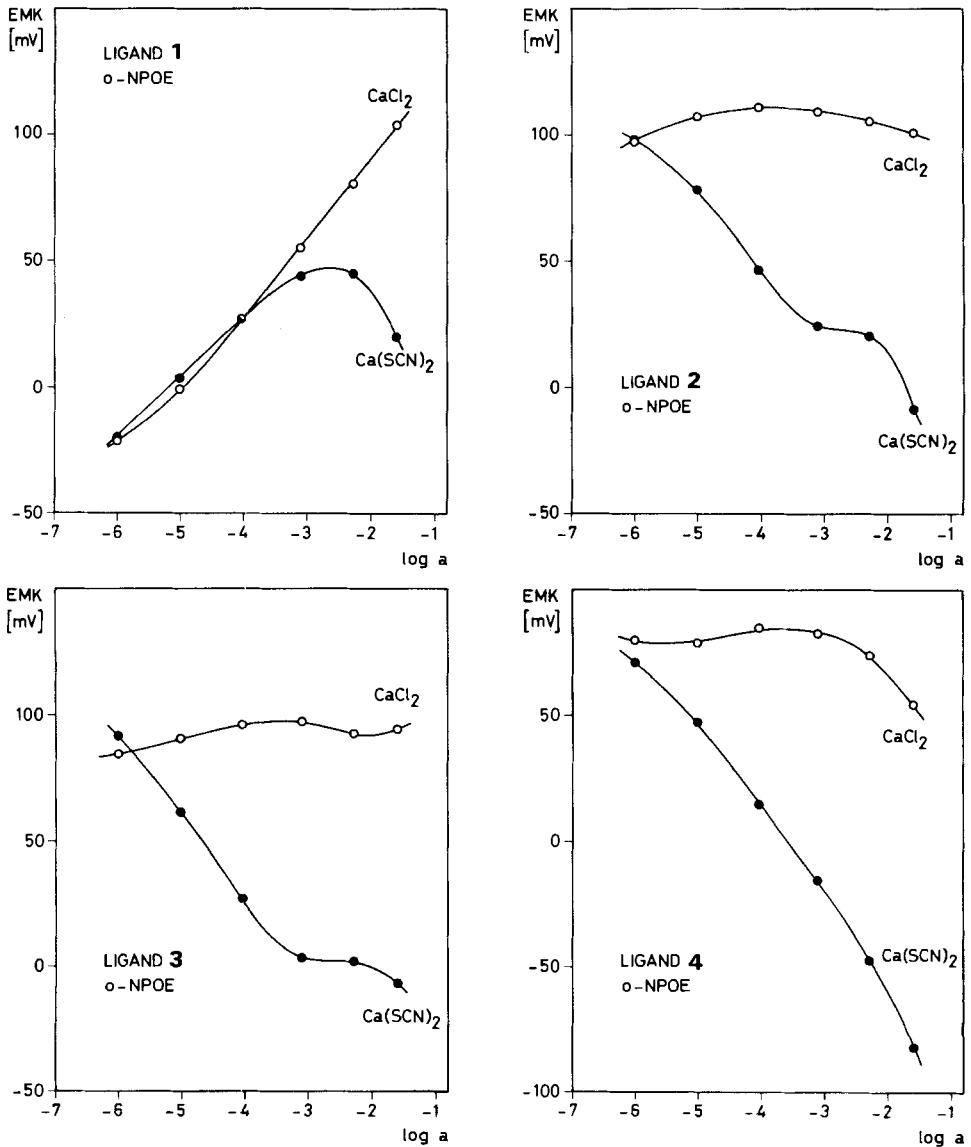 EMK
[mV]
LIGAND 1
o-NPOE
CaCl2
Ca(SCN)2
100
50
0
-50
-7 -6 -5 -4 -3 -2 -1
log a
EMK
[mV]
CaCl2
LIGAND 2
o-NPOE
Ca(SCN)2
100
50
0
-50
-7 -6 -5 -4 -3 -2 -1
log a
EMK
[mV]
CaCl2
LIGAND 3
o-NPOE
Ca(SCN)2
100
50
0
-50
-7 -6 -5 -4 -3 -2 -1
log a
EMK
[mV]
CaCl2
LIGAND 4
o-NPOE
Ca(SCN)2
50
0
-50
-100
-7 -6 -5 -4 -3 -2 -1
log a